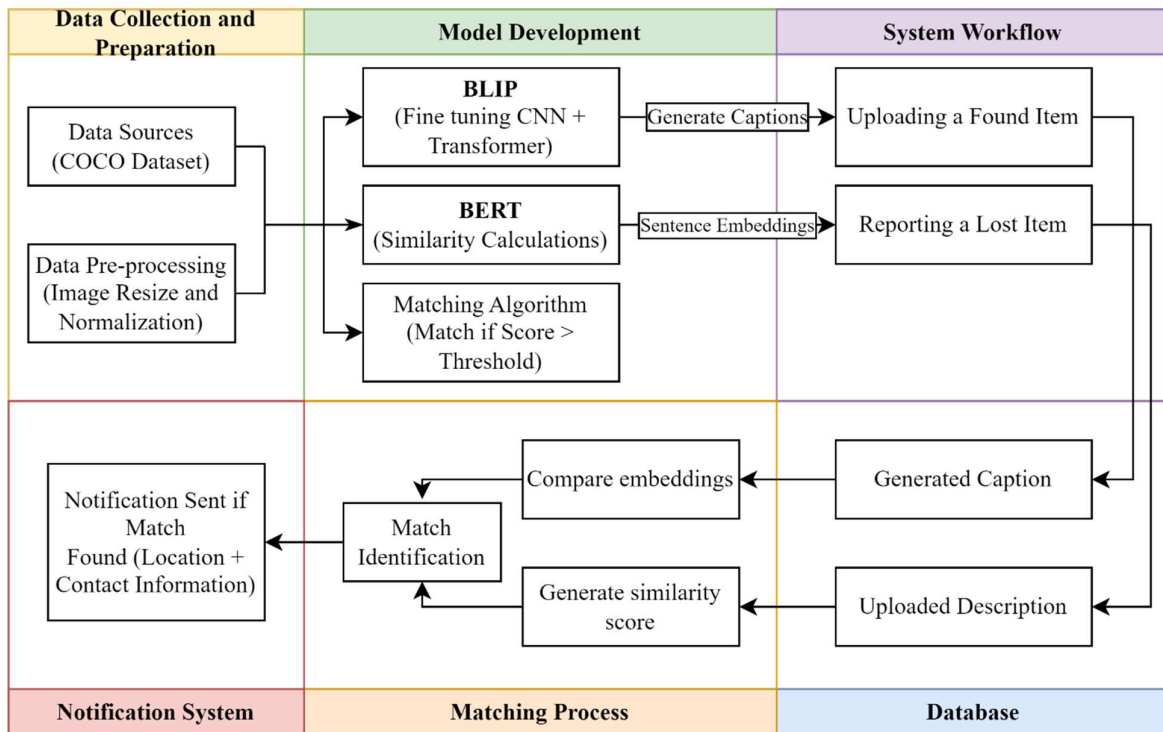 Data Collection and
Preparation
Model Development
System Workflow
Data Sources
(COCO Dataset)
Data Pre-processing
(Image Resize and
Normalization)
BLIP
(Fine tuning CNN +
Transformer)
BERT
(Similarity Calculations)
Matching Algorithm
(Match if Score >
Threshold)
Generate Captions
Sentence Embeddings
Uploading a Found Item
Reporting a Lost Item
Notification Sent if
Match
Found (Location +
Contact Information)
Match
Identification
Compare embeddings
Generate similarity
score
Generated Caption
Uploaded Description
Notification System
Matching Process
Database